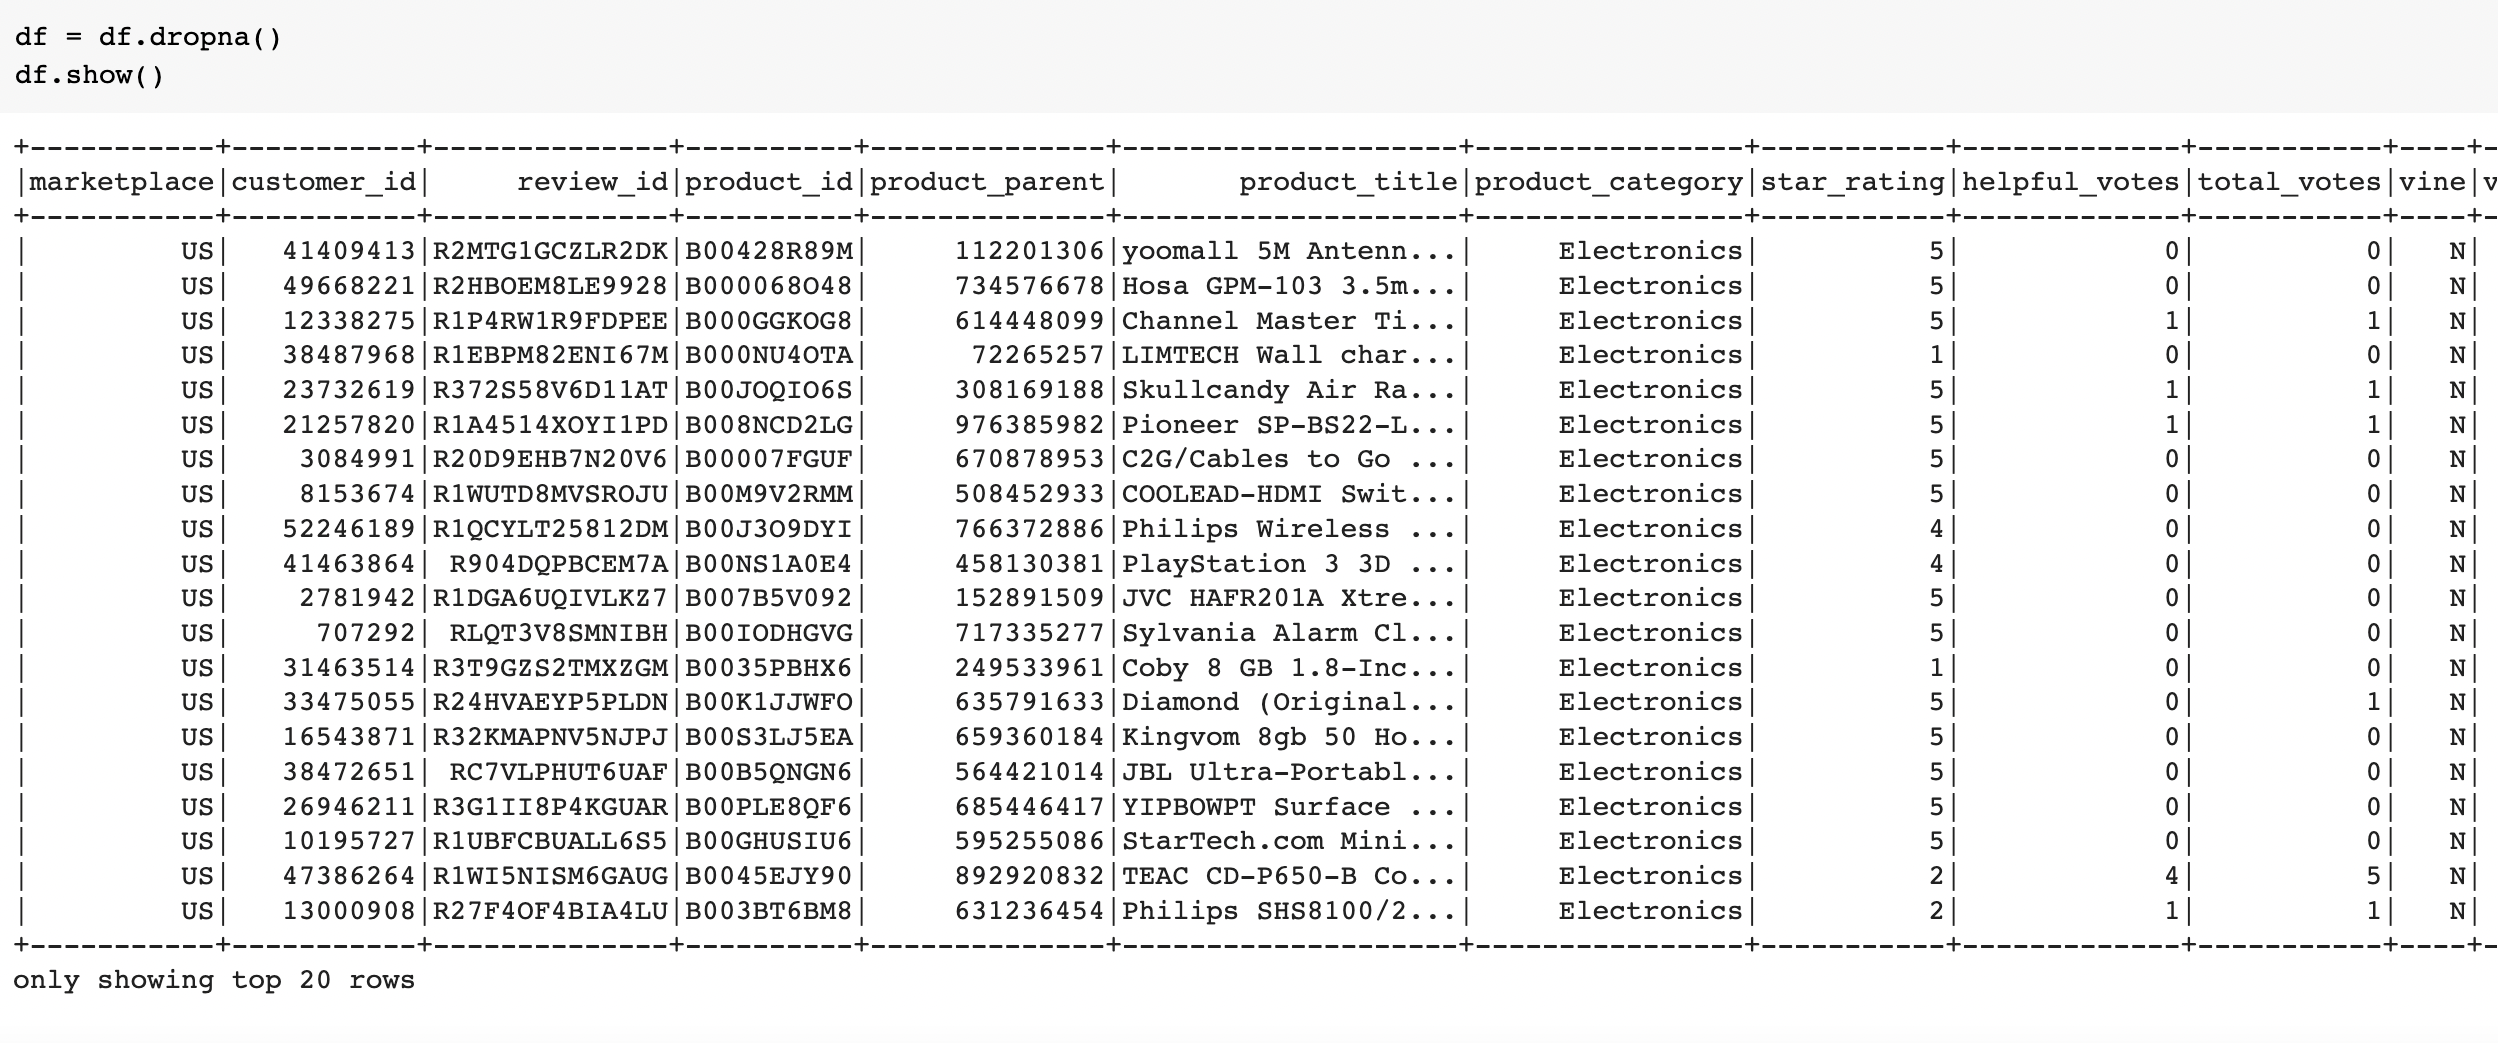 df = df.dropna()
df.show()
+-----------+-----------+--------------+----------+--------------+--------------------+----------------+-----------+-------------+-----------+----+-
|marketplace|customer_id|     review_id|product_id|product_parent|       product_title|product_category|star_rating|helpful_votes|total_votes|vine|v
+-----------+-----------+--------------+----------+--------------+--------------------+----------------+-----------+-------------+-----------+----+-
|         US|   41409413|R2MTG1GCZLR2DK|B00428R89M|     112201306|yoomall 5M Antenn...|     Electronics|          5|            0|          0|   N|
|         US|   49668221|R2HBOEM8LE9928|B000068O48|     734576678|Hosa GPM-103 3.5m...|     Electronics|          5|            0|          0|   N|
|         US|   12338275|R1P4RW1R9FDPEE|B000GGKOG8|     614448099|Channel Master Ti...|     Electronics|          5|            1|          1|   N|
|         US|   38487968|R1EBPM82ENI67M|B000NU4OTA|      72265257|LIMTECH Wall char...|     Electronics|          1|            0|          0|   N|
|         US|   23732619|R372S58V6D11AT|B00JOQIO6S|     308169188|Skullcandy Air Ra...|     Electronics|          5|            1|          1|   N|
|         US|   21257820|R1A4514XOYI1PD|B008NCD2LG|     976385982|Pioneer SP-BS22-L...|     Electronics|          5|            1|          1|   N|
|         US|    3084991|R20D9EHB7N20V6|B00007FGUF|     670878953|C2G/Cables to Go ...|     Electronics|          5|            0|          0|   N|
|         US|    8153674|R1WUTD8MVSROJU|B00M9V2RMM|     508452933|COOLEAD-HDMI Swit...|     Electronics|          5|            0|          0|   N|
|         US|   52246189|R1QCYLT25812DM|B00J3O9DYI|     766372886|Philips Wireless ...|     Electronics|          4|            0|          0|   N|
|         US|   41463864| R904DQPBCEM7A|B00NS1A0E4|     458130381|PlayStation 3 3D ...|     Electronics|          4|            0|          0|   N|
|         US|    2781942|R1DGA6UQIVLKZ7|B007B5V092|     152891509|JVC HAFR201A Xtre...|     Electronics|          5|            0|          0|   N|
|         US|     707292| RLQT3V8SMNIBH|B00IODHGVG|     717335277|Sylvania Alarm Cl...|     Electronics|          5|            0|          0|   N|
|         US|   31463514|R3T9GZS2TMXZGM|B0035PBHX6|     249533961|Coby 8 GB 1.8-Inc...|     Electronics|          1|            0|          0|   N|
|         US|   33475055|R24HVAEYP5PLDN|B00K1JJWFO|     635791633|Diamond (Original...|     Electronics|          5|            0|          1|   N|
|         US|   16543871|R32KMAPNV5NJPJ|B00S3LJ5EA|     659360184|Kingvom 8gb 50 Ho...|     Electronics|          5|            0|          0|   N|
|         US|   38472651| RC7VLPHUT6UAF|B00B5QNGN6|     564421014|JBL Ultra-Portabl...|     Electronics|          5|            0|          0|   N|
|         US|   26946211|R3G1II8P4KGUAR|B00PLE8QF6|     685446417|YIPBOWPT Surface ...|     Electronics|          5|            0|          0|   N|
|         US|   10195727|R1UBFCBUALL6S5|B00GHUSIU6|     595255086|StarTech.com Mini...|     Electronics|          5|            0|          0|   N|
|         US|   47386264|R1WI5NISM6GAUG|B0045EJY90|     892920832|TEAC CD-P650-B Co...|     Electronics|          2|            4|          5|   N|
|         US|   13000908|R27F4OF4BIA4LU|B003BT6BM8|     631236454|Philips SHS8100/2...|     Electronics|          2|            1|          1|   N|
+-----------+-----------+--------------+----------+--------------+--------------------+----------------+-----------+-------------+-----------+----+-
only showing top 20 rows